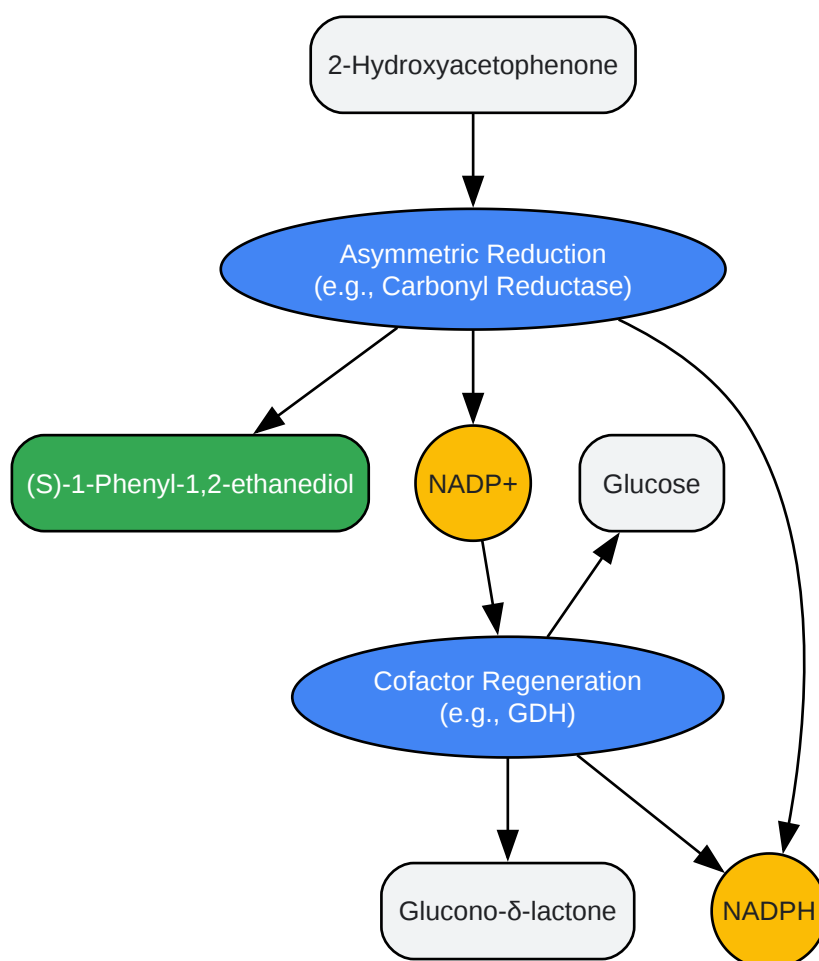 2-Hydroxyacetophenone
Asymmetric Reduction
(e.g., Carbonyl Reductase)
(S)-1-Phenyl-1,2-ethanediol
NADP+
Glucose
Cofactor Regeneration
(e.g., GDH)
Glucono-δ-lactone
NADPH